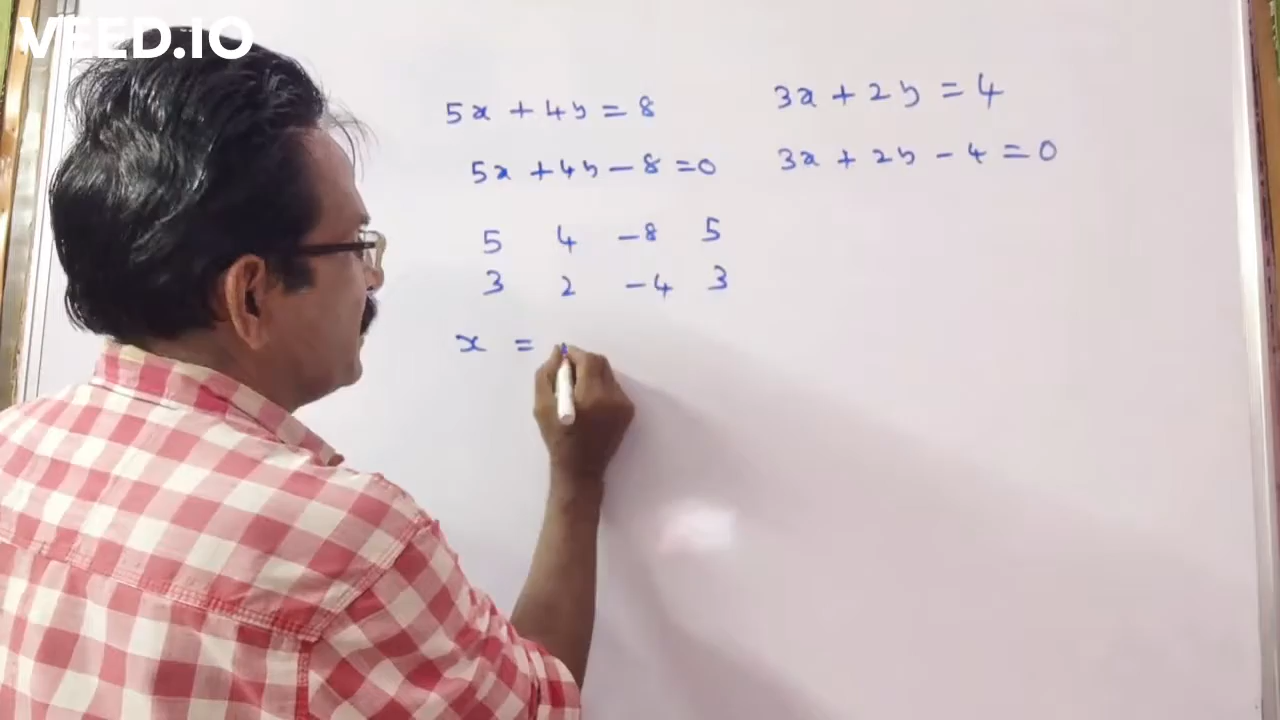 VEED.IO
5x + 4y = 8
3x + 2y = 4
5x + 4y - 8 = 0
3x + 2y - 4 = 0
5 4 -8 5
3 2 -4 3
x =